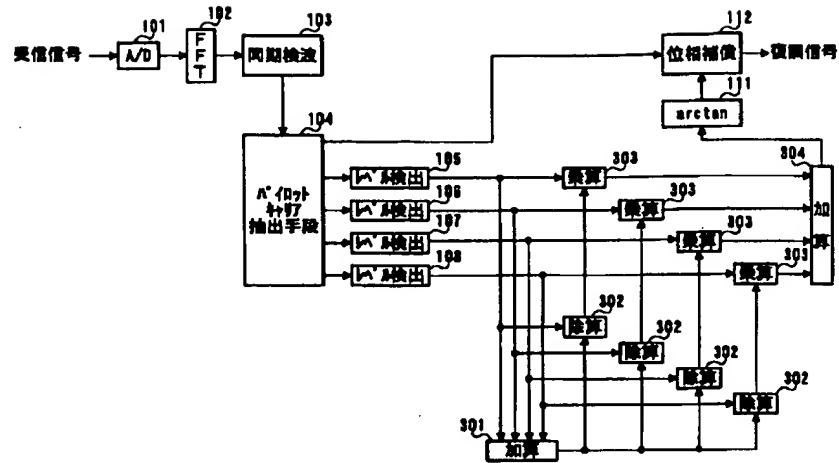 101
102
103
受信信号
A/D
FFT
同期検波
112
位相補償
復調信号
111
arctan
104
パイロット
キャリア
抽出手段
105
レベル検出
106
レベル検出
107
レベル検出
108
レベル検出
303
乗算
303
乗算
303
乗算
303
乗算
304
加算
302
除算
302
除算
302
除算
302
除算
301
加算